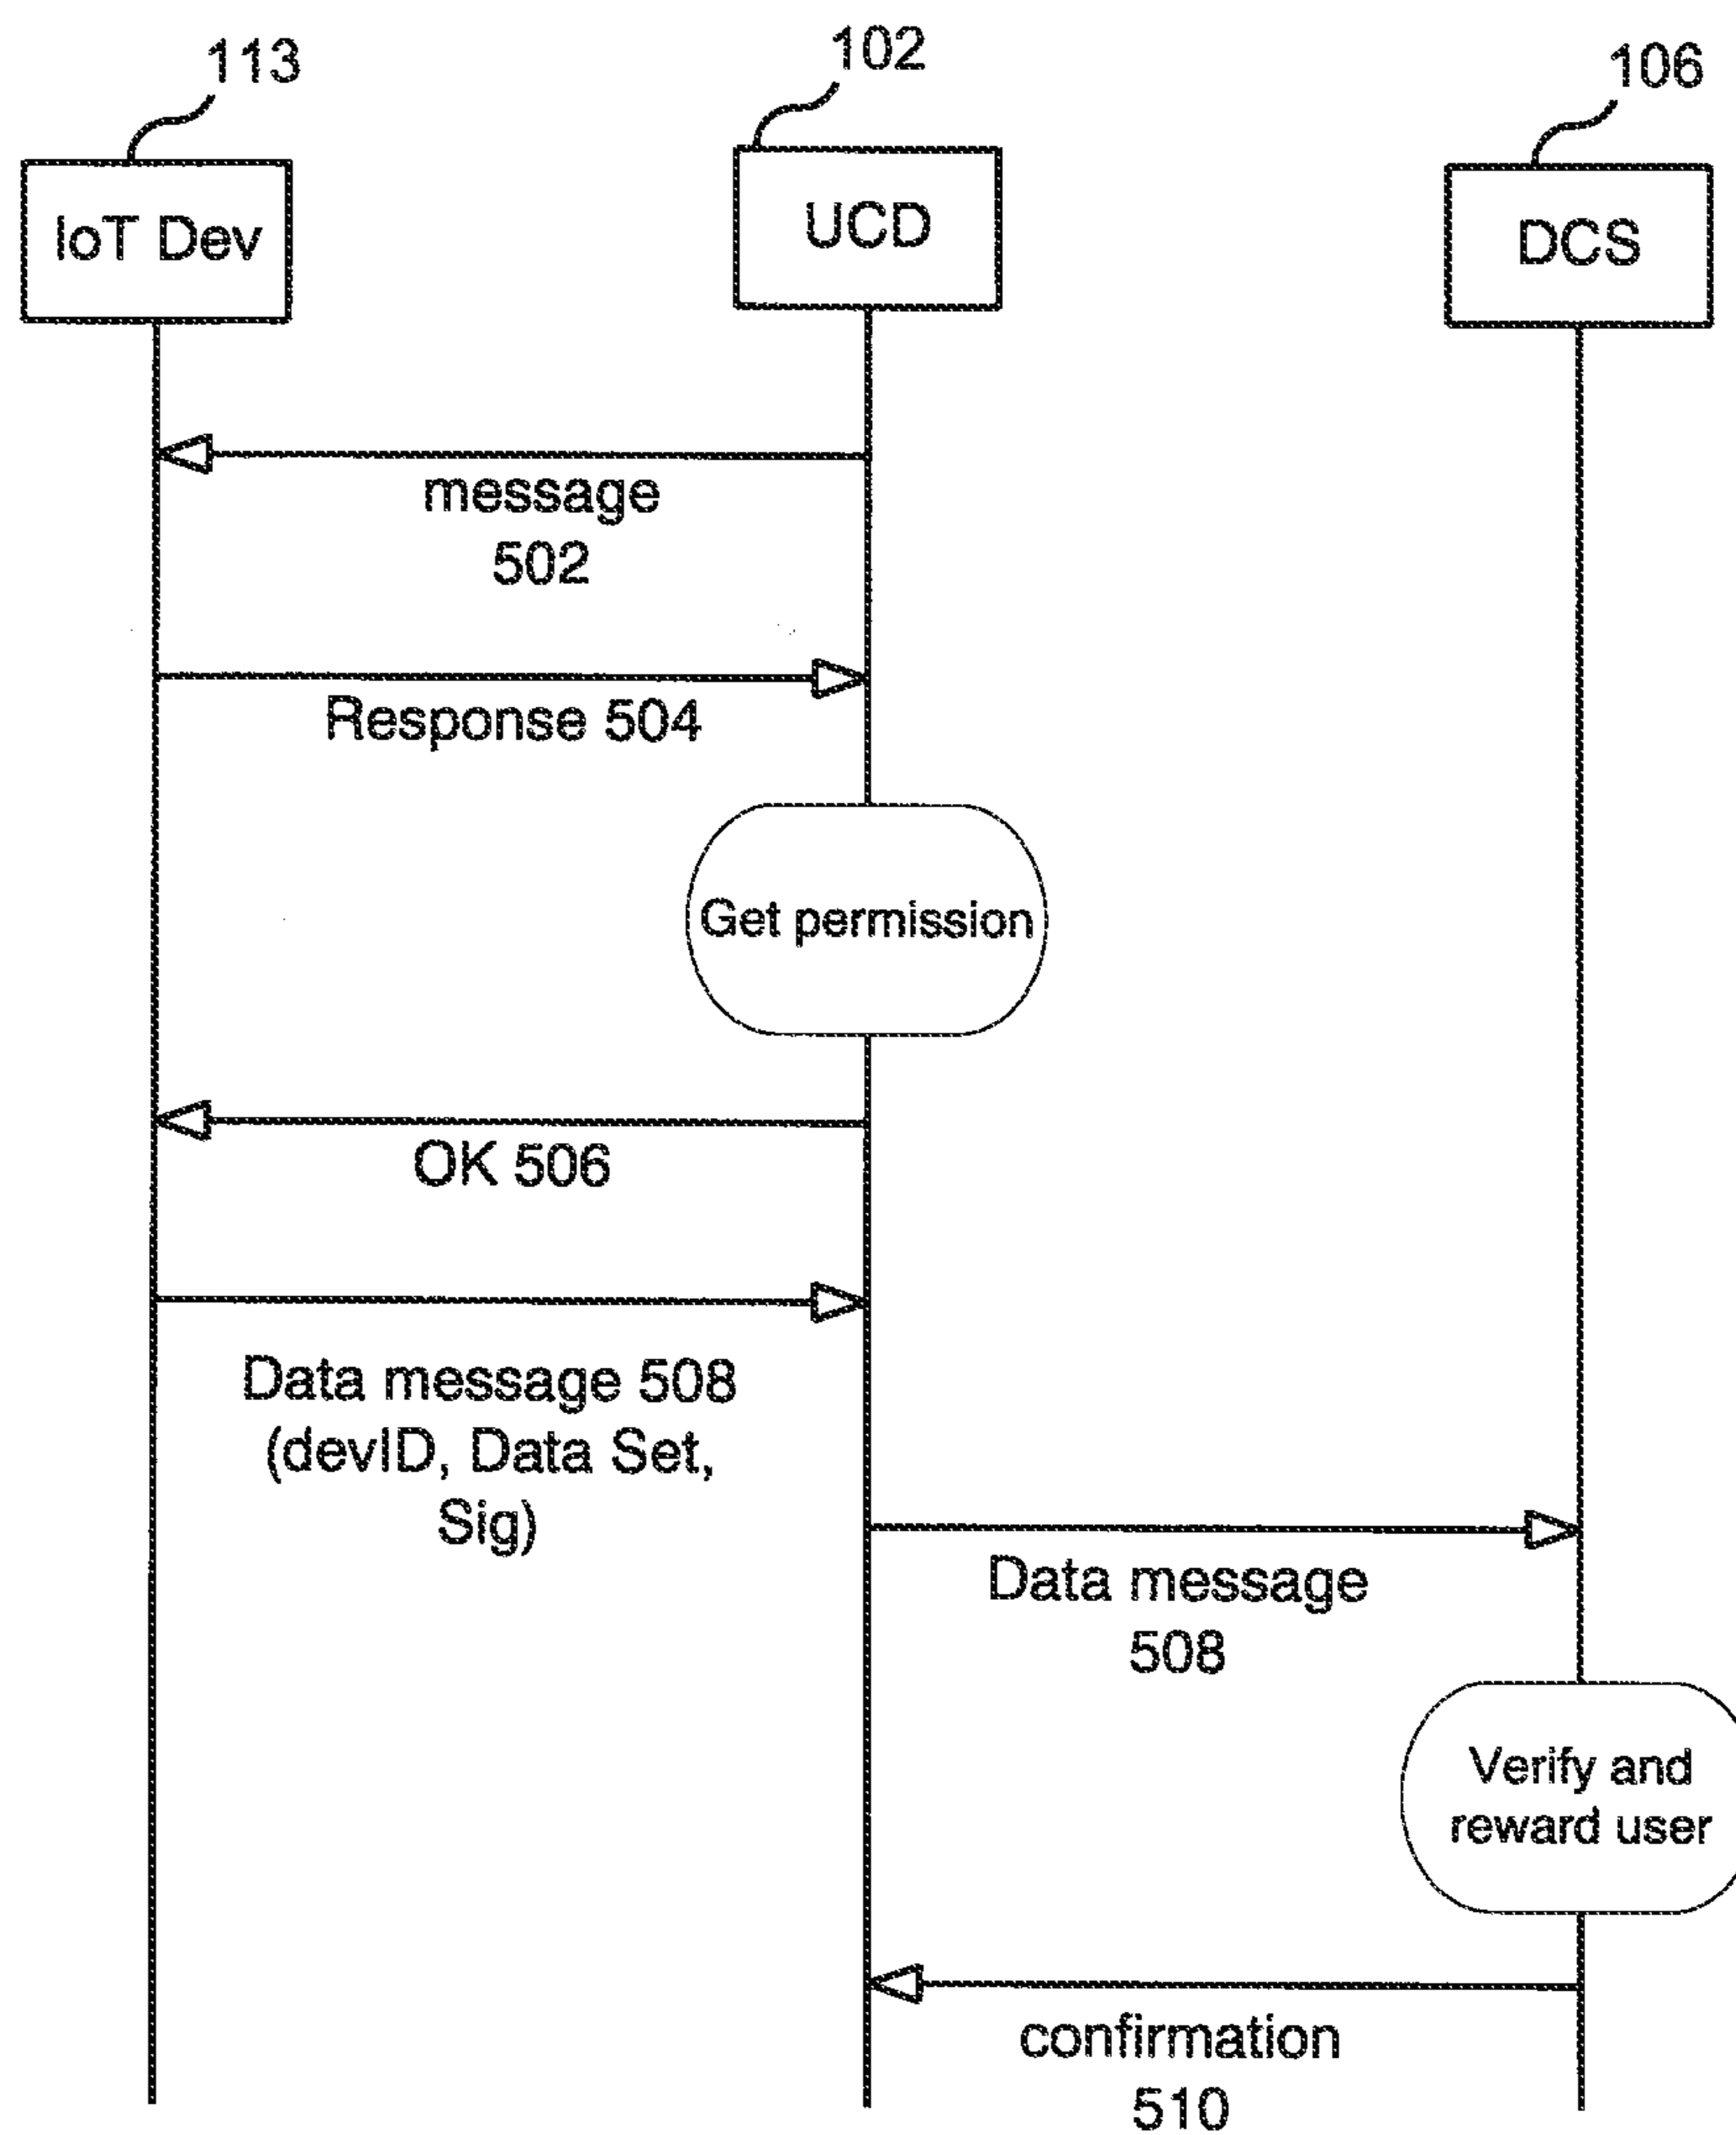 113
102
106
IoT Dev
UCD
DCS
message
502
Response 504
Get permission
OK 506
Data message 508
(devID, Data Set,
Sig)
Data message
508
Verify and
reward user
confirmation
510